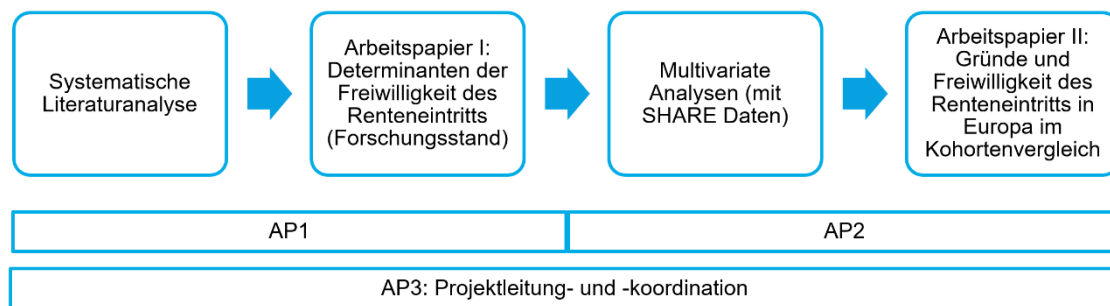 Systematische
Literaturanalyse
Arbeitspapier I:
Determinanten der
Freiwilligkeit des
Renteneintritts
(Forschungsstand)
Multivariate
Analysen (mit
SHARE Daten)
Arbeitspapier II:
Gründe und
Freiwilligkeit des
Renteneintritts in
Europa im
Kohortenvergleich
AP1
AP2
AP3: Projektleitung- und -koordination